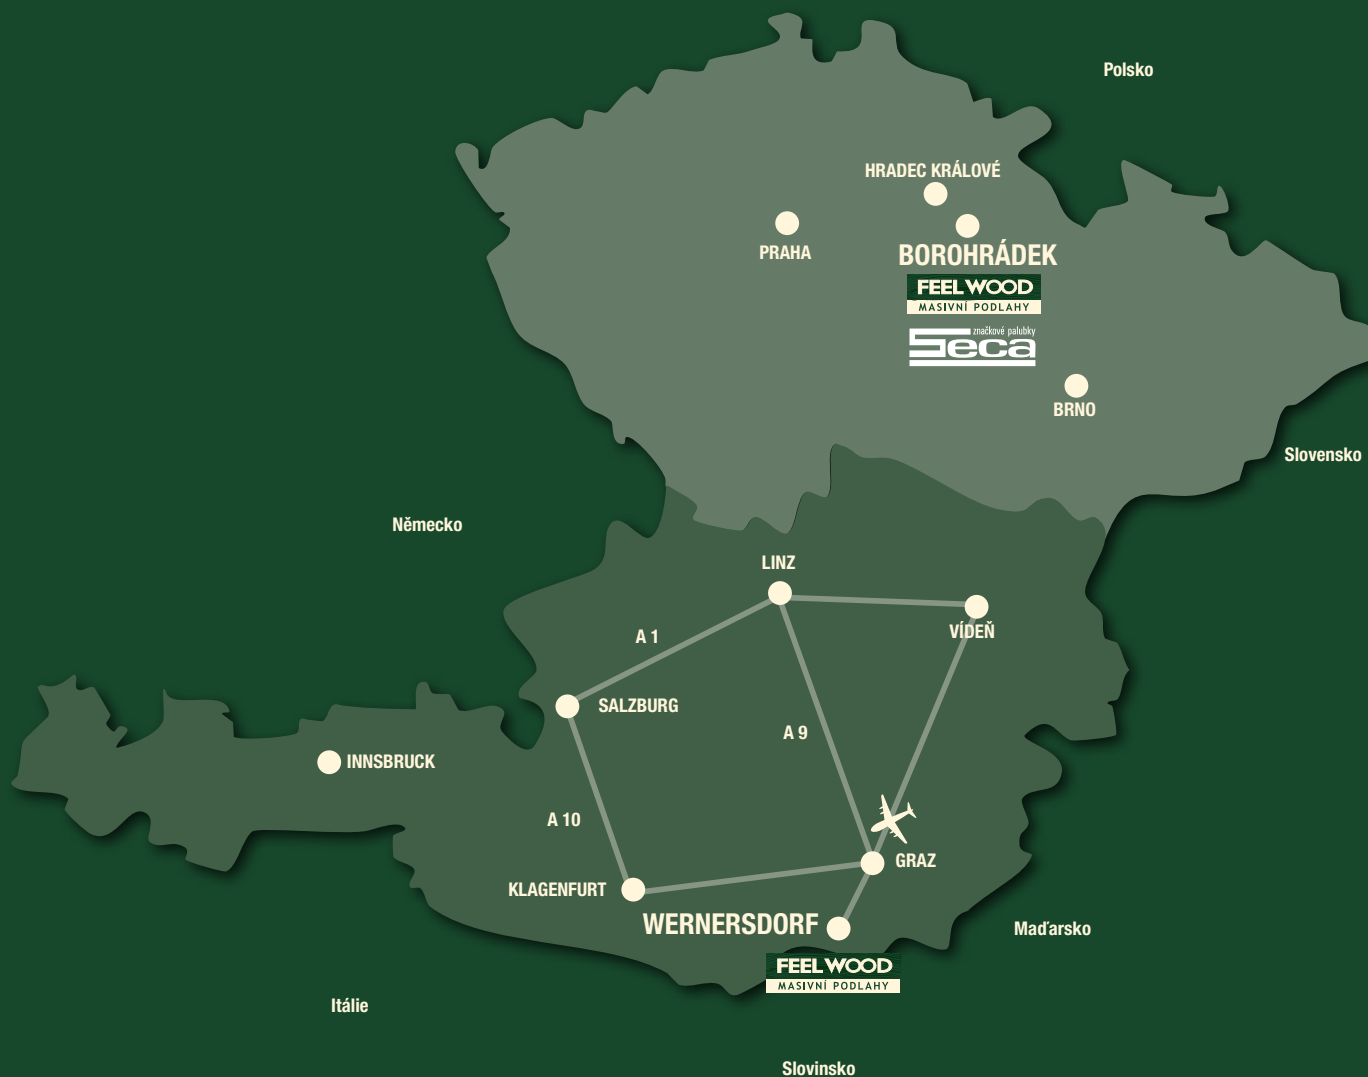 Polsko
HRADEC KRÁLOVÉ
PRAHA
BOROHRÁDEK
FEELWOOD
MASIVNÍ PODLAHY
značkové palubky
Seca
BRNO
Slovensko
Německo
LINZ
VÍDEŇ
A 1
SALZBURG
A 9
INNSBRUCK
A 10
GRAZ
KLAGENFURT
WERNERSDORF
Maďarsko
FEELWOOD
MASIVNÍ PODLAHY
Itálie
Slovinsko